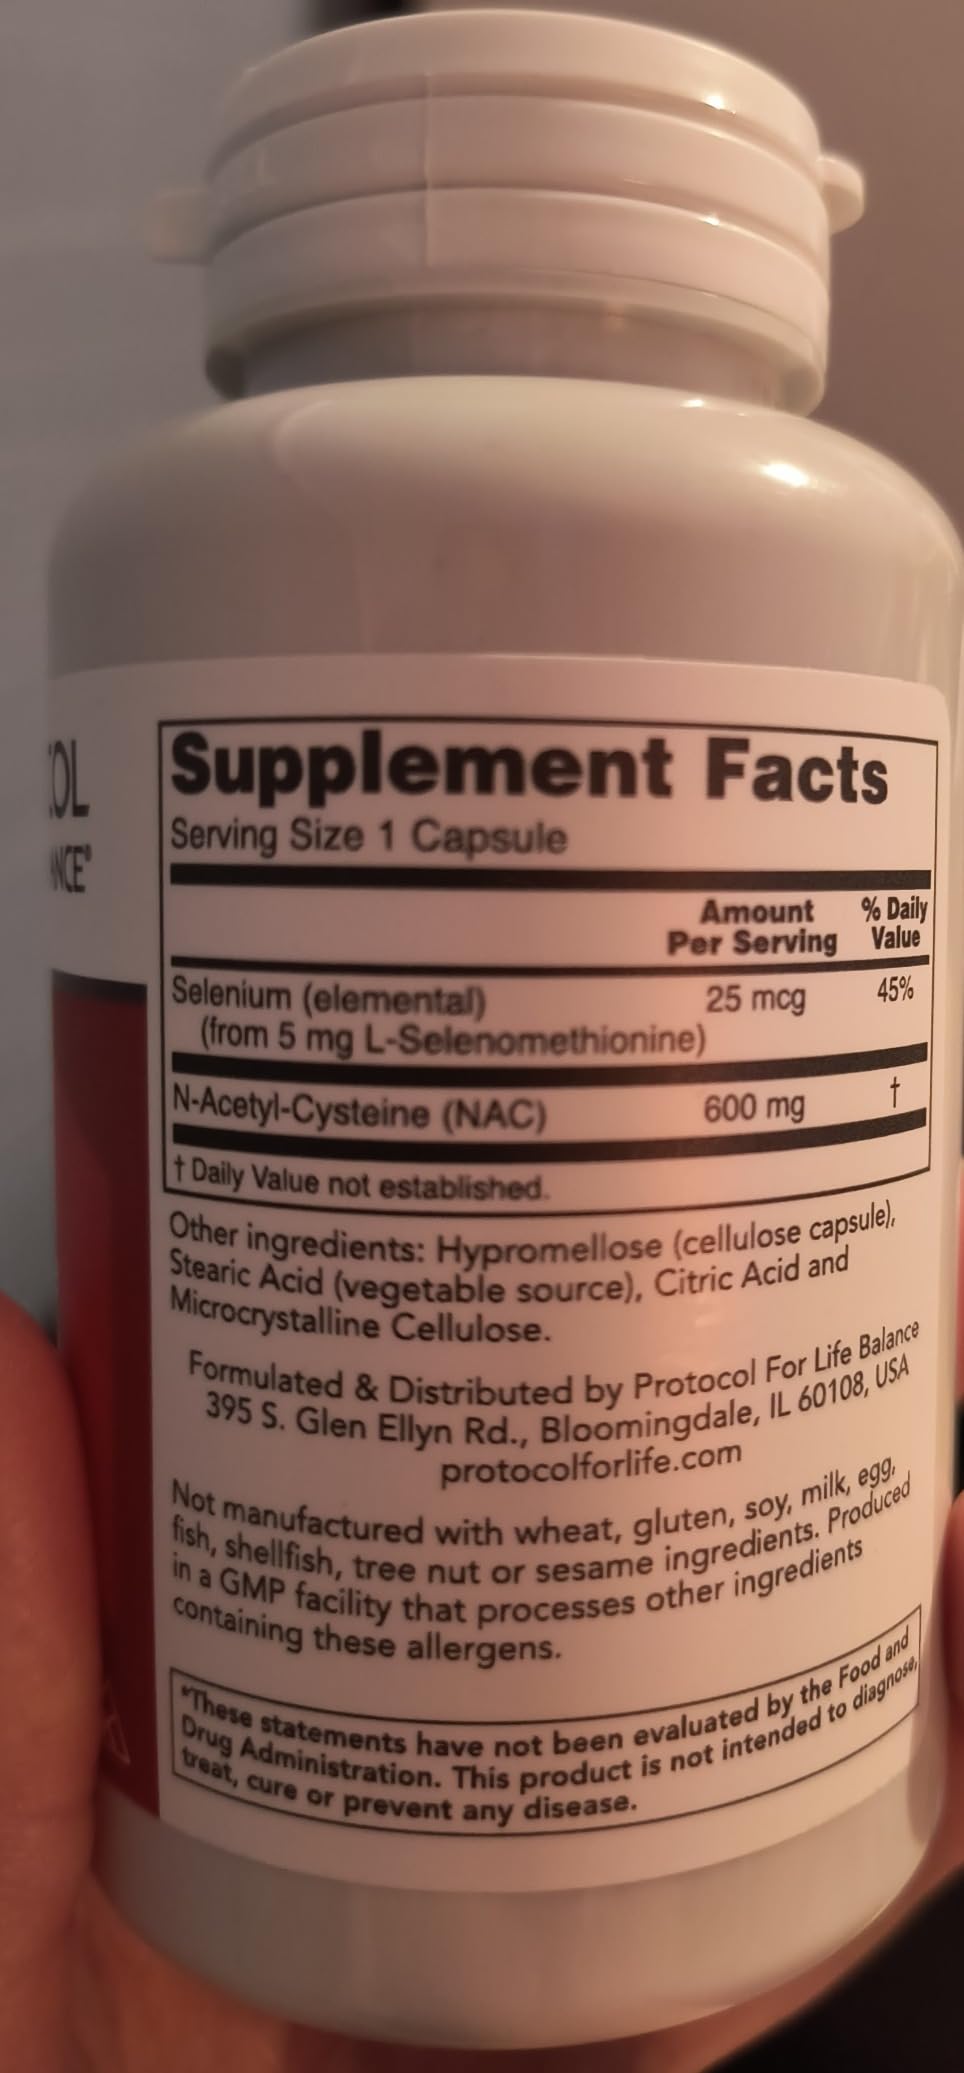 Supplement Facts
Serving Size 1 Capsule
Amount Per Serving % Daily Value
Selenium (elemental) 25 mcg 45%
(from 5 mg L-Selenomethionine)
N-Acetyl-Cysteine (NAC) 600 mg †
† Daily Value not established.
Other ingredients: Hypromellose (cellulose capsule),
Stearic Acid (vegetable source), Citric Acid and
Microcrystalline Cellulose.
Formulated & Distributed by Protocol For Life Balance
395 S. Glen Ellyn Rd., Bloomingdale, IL 60108, USA
protocolforlife.com
Not manufactured with wheat, gluten, soy, milk, egg,
fish, shellfish, tree nut or sesame ingredients. Produced
in a GMP facility that processes other ingredients
containing these allergens.
*These statements have not been evaluated by the Food and
Drug Administration. This product is not intended to diagnose,
treat, cure or prevent any disease.